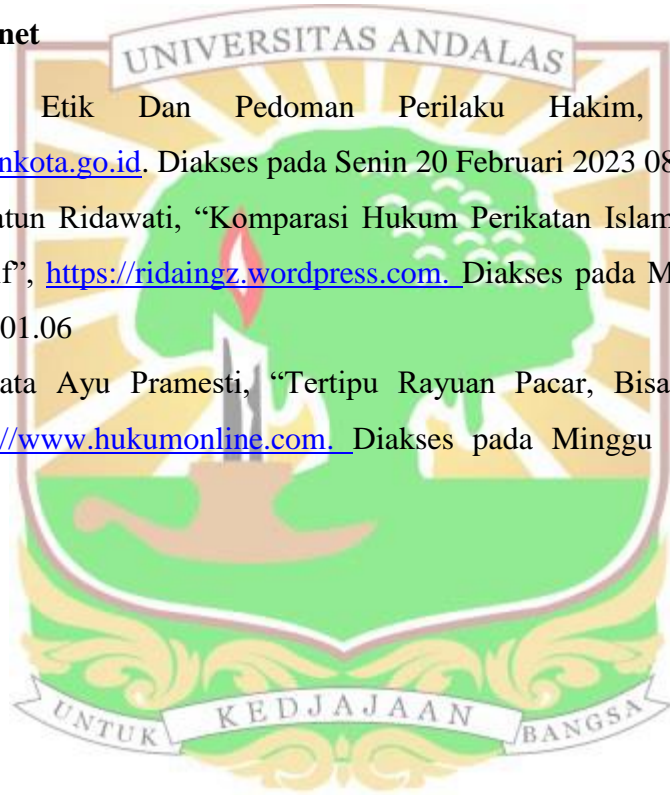 net
UNIVERSITAS ANDALAS
Etik Dan Pedoman Perilaku Hakim,
nkota.go.id. Diakses pada Senin 20 Februari 2023 08
atun Ridawati, “Komparasi Hukum Perikatan Islam
f”, https://ridaingz.wordpress.com. Diakses pada M
01.06
ata Ayu Pramesti, “Tertipu Rayuan Pacar, Bisa
//www.hukumonline.com. Diakses pada Minggu
UNTUK KEDJAJAAN BANGSA